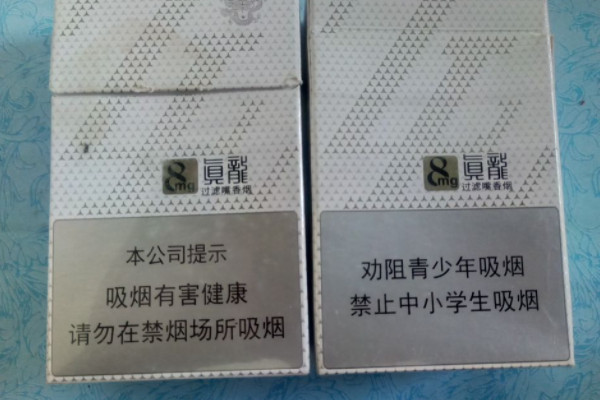 8mg 真龍
过滤嘴香烟
本公司提示
吸烟有害健康
请勿在禁烟场所吸烟
8mg 真龍
过滤嘴香烟
劝阻青少年吸烟
禁止中小学生吸烟